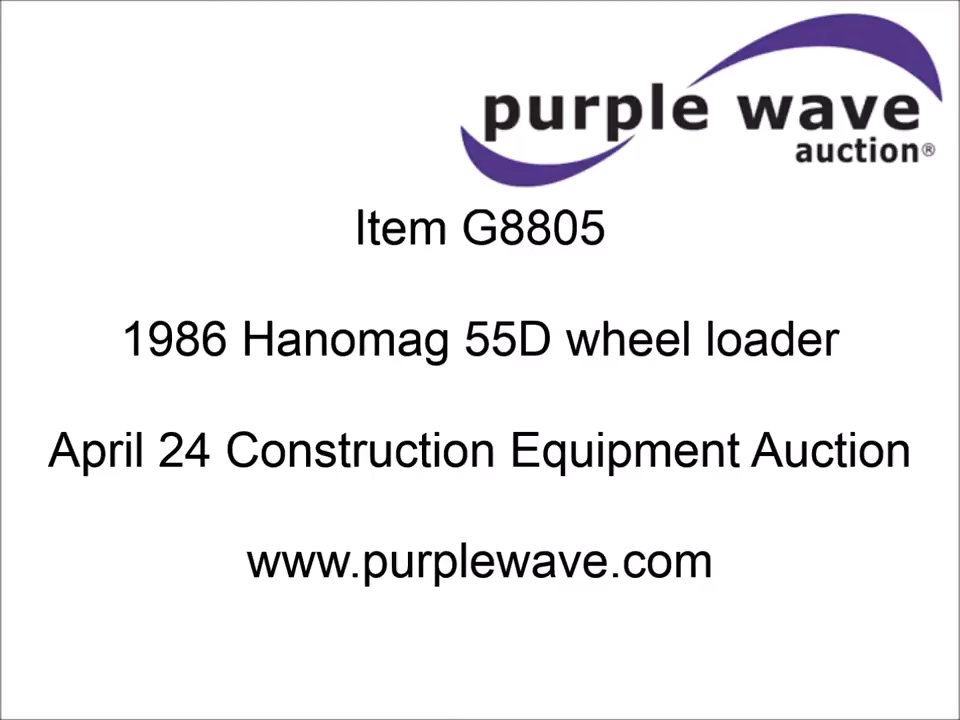 purple wave
auction®
Item G8805
1986 Hanomag 55D wheel loader
April 24 Construction Equipment Auction
www.purplewave.com